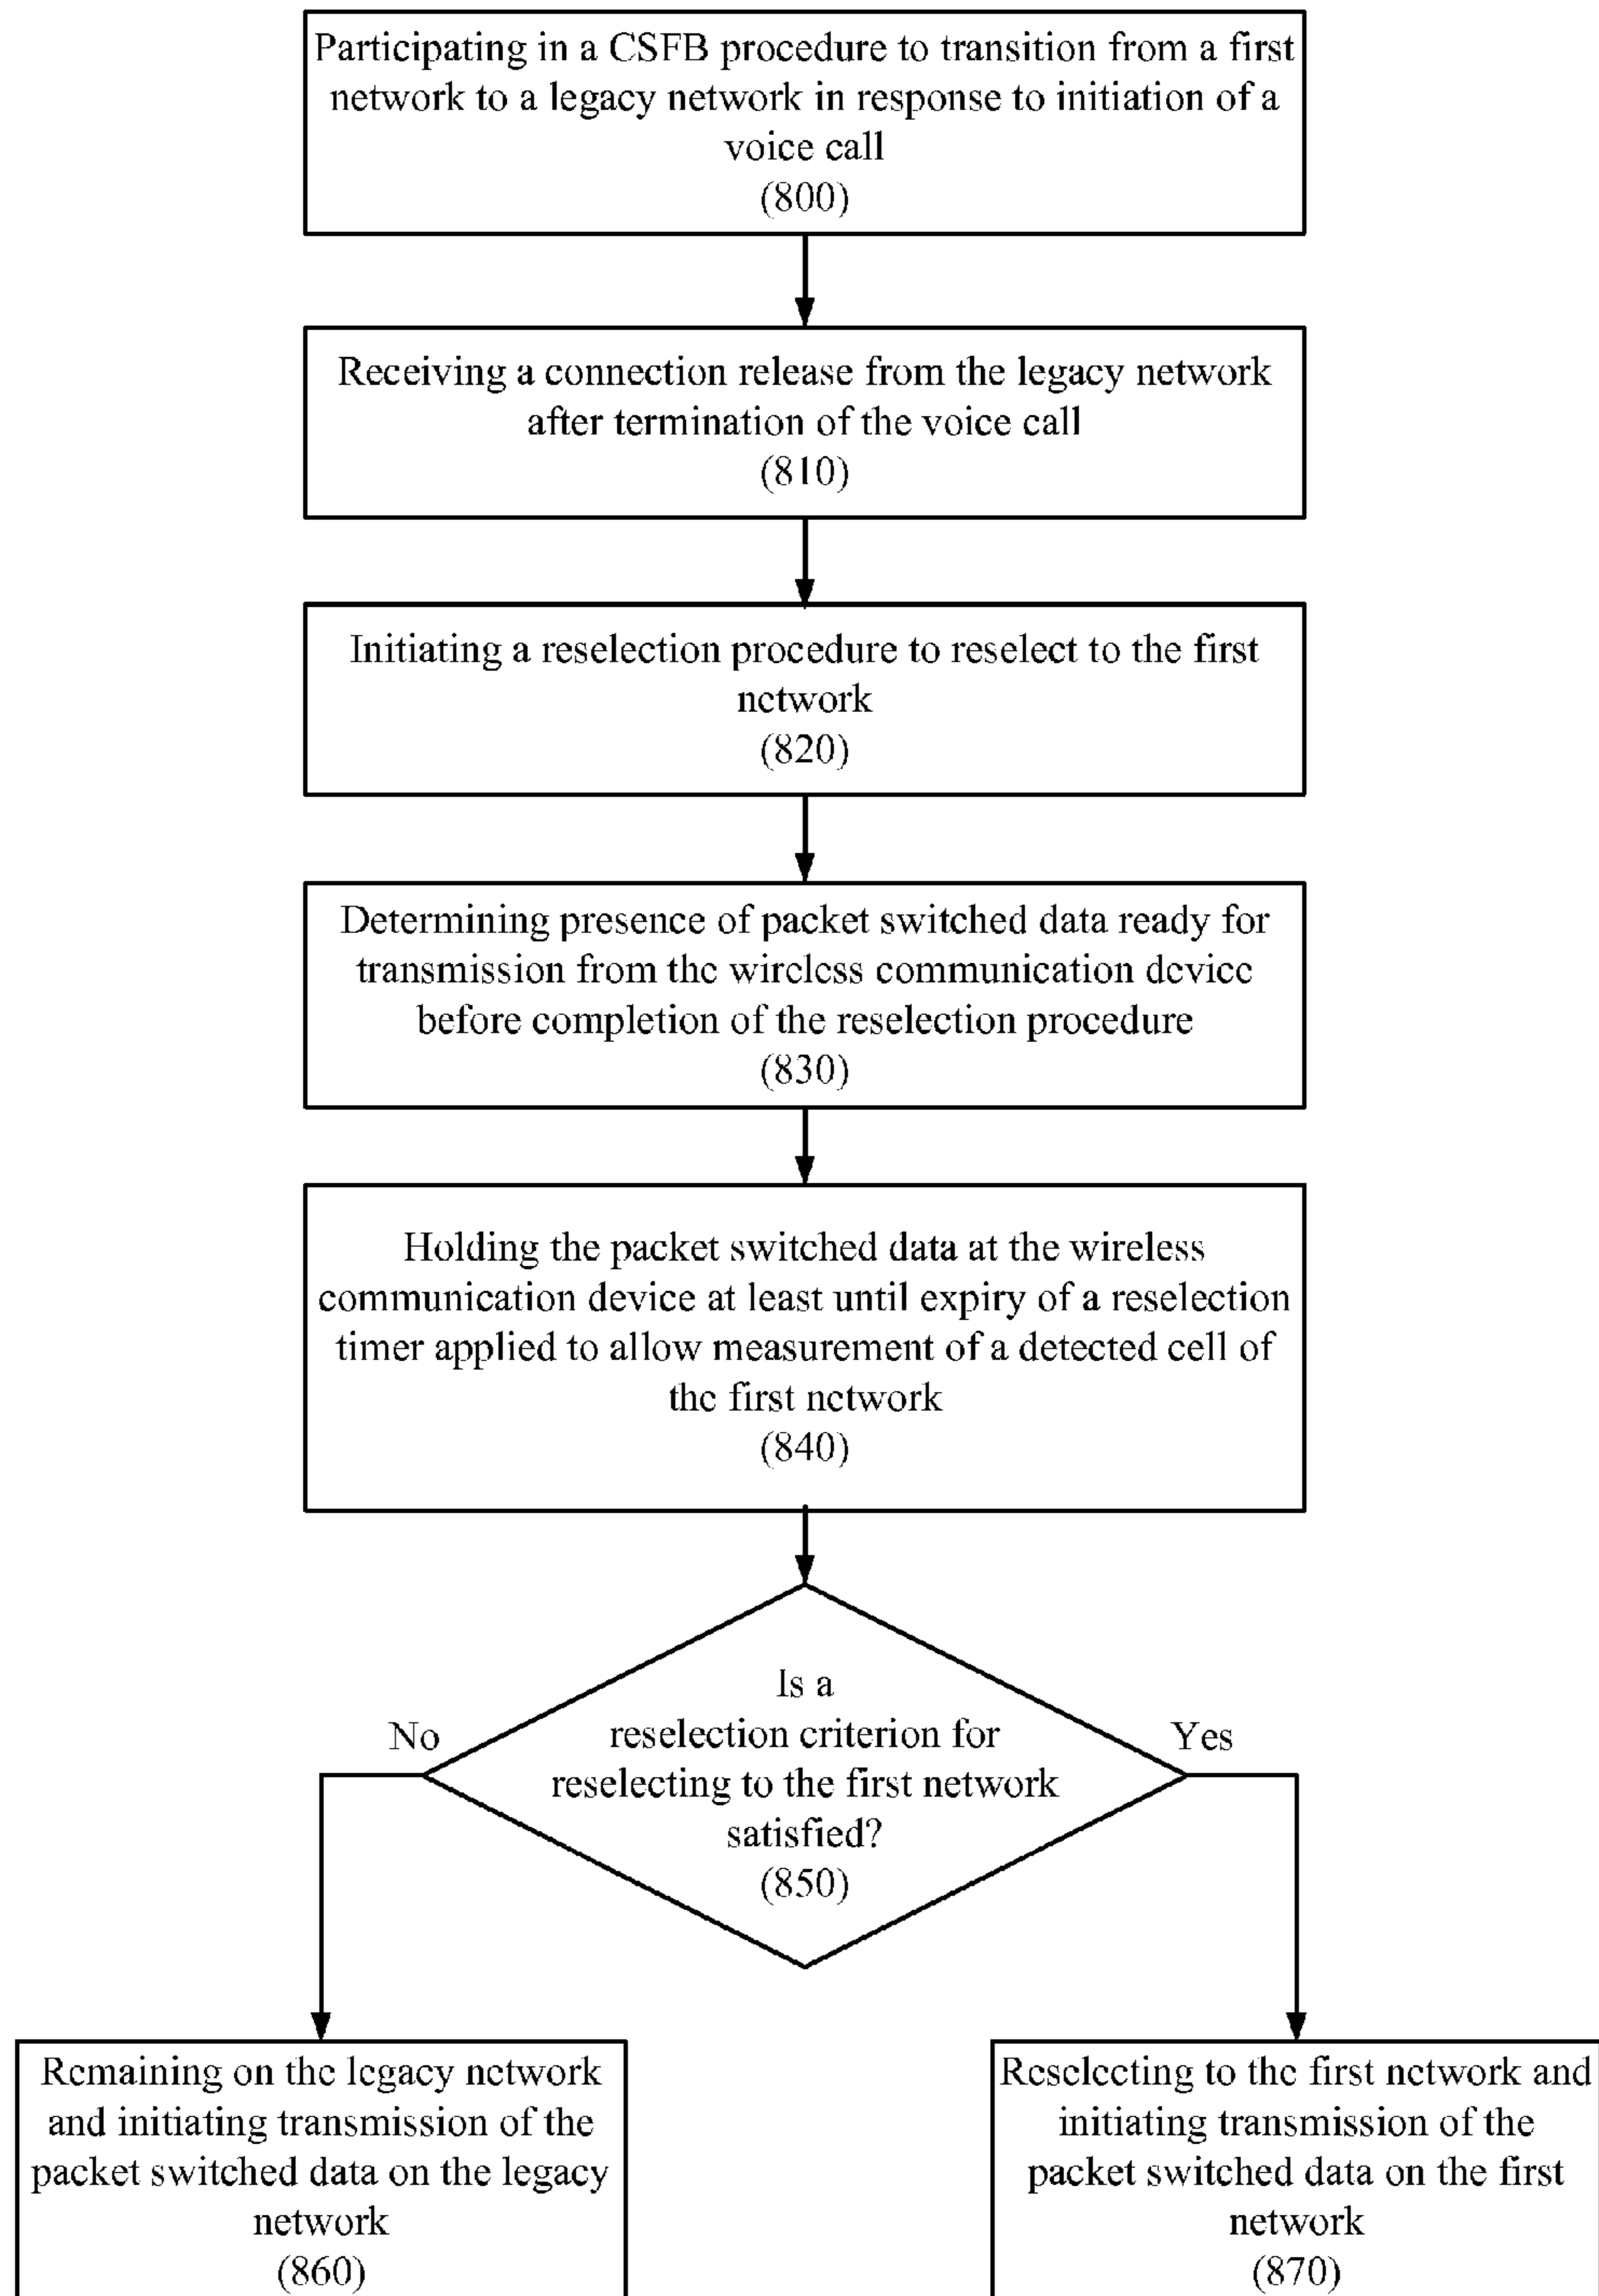 Participating in a CSFB procedure to transition from a first
network to a legacy network in response to initiation of a
voice call
(800)
Receiving a connection release from the legacy network
after termination of the voice call
(810)
Initiating a reselection procedure to reselect to the first
network
(820)
Determining presence of packet switched data ready for
transmission from the wireless communication device
before completion of the reselection procedure
(830)
Holding the packet switched data at the wireless
communication device at least until expiry of a reselection
timer applied to allow measurement of a detected cell of
the first network
(840)
Is a
reselection criterion for
reselecting to the first network
satisfied?
(850)
No
Yes
Remaining on the legacy network
and initiating transmission of the
packet switched data on the legacy
network
(860)
Reselecting to the first network and
initiating transmission of the
packet switched data on the first
network
(870)